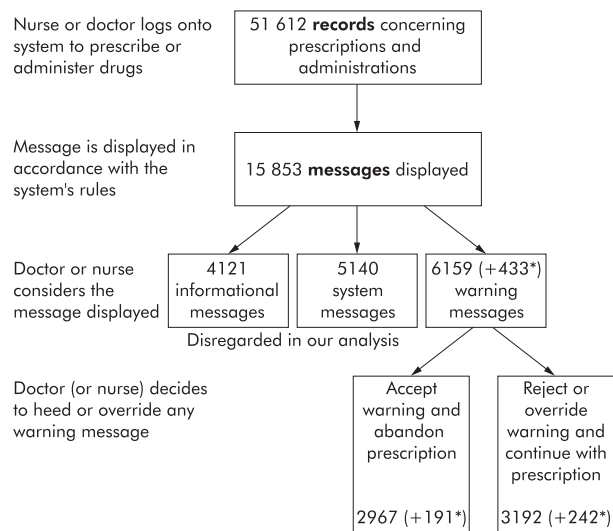 Nurse or doctor logs onto
system to prescribe or
administer drugs
51 612 records concerning
prescriptions and
administrations
Message is displayed in
accordance with the
system's rules
15 853 messages displayed
Doctor or nurse
considers the
message displayed
4121
informational
messages
5140
system
messages
6159 (+433*)
warning
messages
Disregarded in our analysis
Doctor (or nurse) decides
to heed or override any
warning message
Accept
warning and
abandon
prescription
2967 (+191*)
Reject or
override
warning and
continue with
prescription
3192 (+242*)